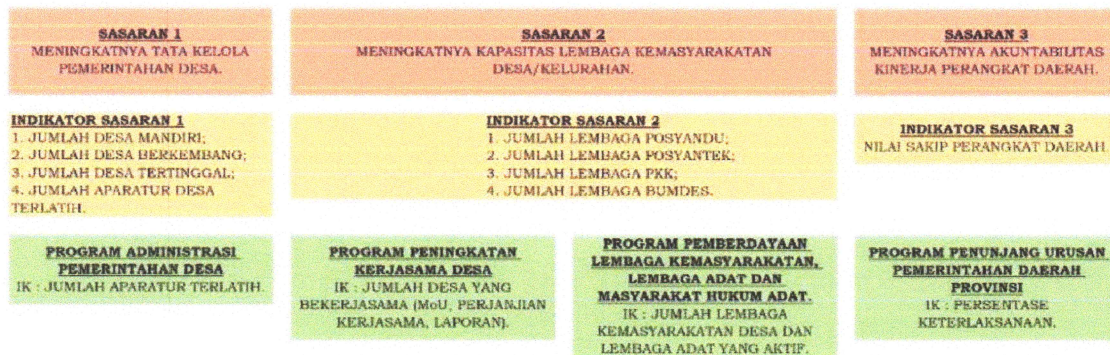 SASARAN 1
MENINGKATNYA TATA KELOLA
PEMERINTAHAN DESA.
SASARAN 2
MENINGKATNYA KAPASITAS LEMBAGA KEMASYARAKATAN
DESA/KELURAHAN.
SASARAN 3
MENINGKATNYA AKUNTABILITAS
KINERJA PERANGKAT DAERAH.
INDIKATOR SASARAN 1
1. JUMLAH DESA MANDIRI;
2. JUMLAH DESA BERKEMBANG;
3. JUMLAH DESA TERTINGGAL;
4. JUMLAH APARATUR DESA
TERLATIH.
INDIKATOR SASARAN 2
1. JUMLAH LEMBAGA POSYANDU;
2. JUMLAH LEMBAGA POSYANTEK;
3. JUMLAH LEMBAGA PKK;
4. JUMLAH LEMBAGA BUMDES.
INDIKATOR SASARAN 3
NILAI SAKIP PERANGKAT DAERAH.
PROGRAM ADMINISTRASI
PEMERINTAHAN DESA
IK : JUMLAH APARATUR TERLATIH.
PROGRAM PENINGKATAN
KERJASAMA DESA
IK : JUMLAH DESA YANG
BEKERJASAMA (MoU, PERJANJIAN
KERJASAMA, LAPORAN).
PROGRAM PEMBERDAYAAN
LEMBAGA KEMASYARAKATAN,
LEMBAGA ADAT DAN
MASYARAKAT HUKUM ADAT.
IK : JUMLAH LEMBAGA
KEMASYARAKATAN DESA DAN
LEMBAGA ADAT YANG AKTIF.
PROGRAM PENUNJANG URUSAN
PEMERINTAHAN DAERAH
PROVINSI
IK : PERSENTASE
KETERLAKSANAAN.